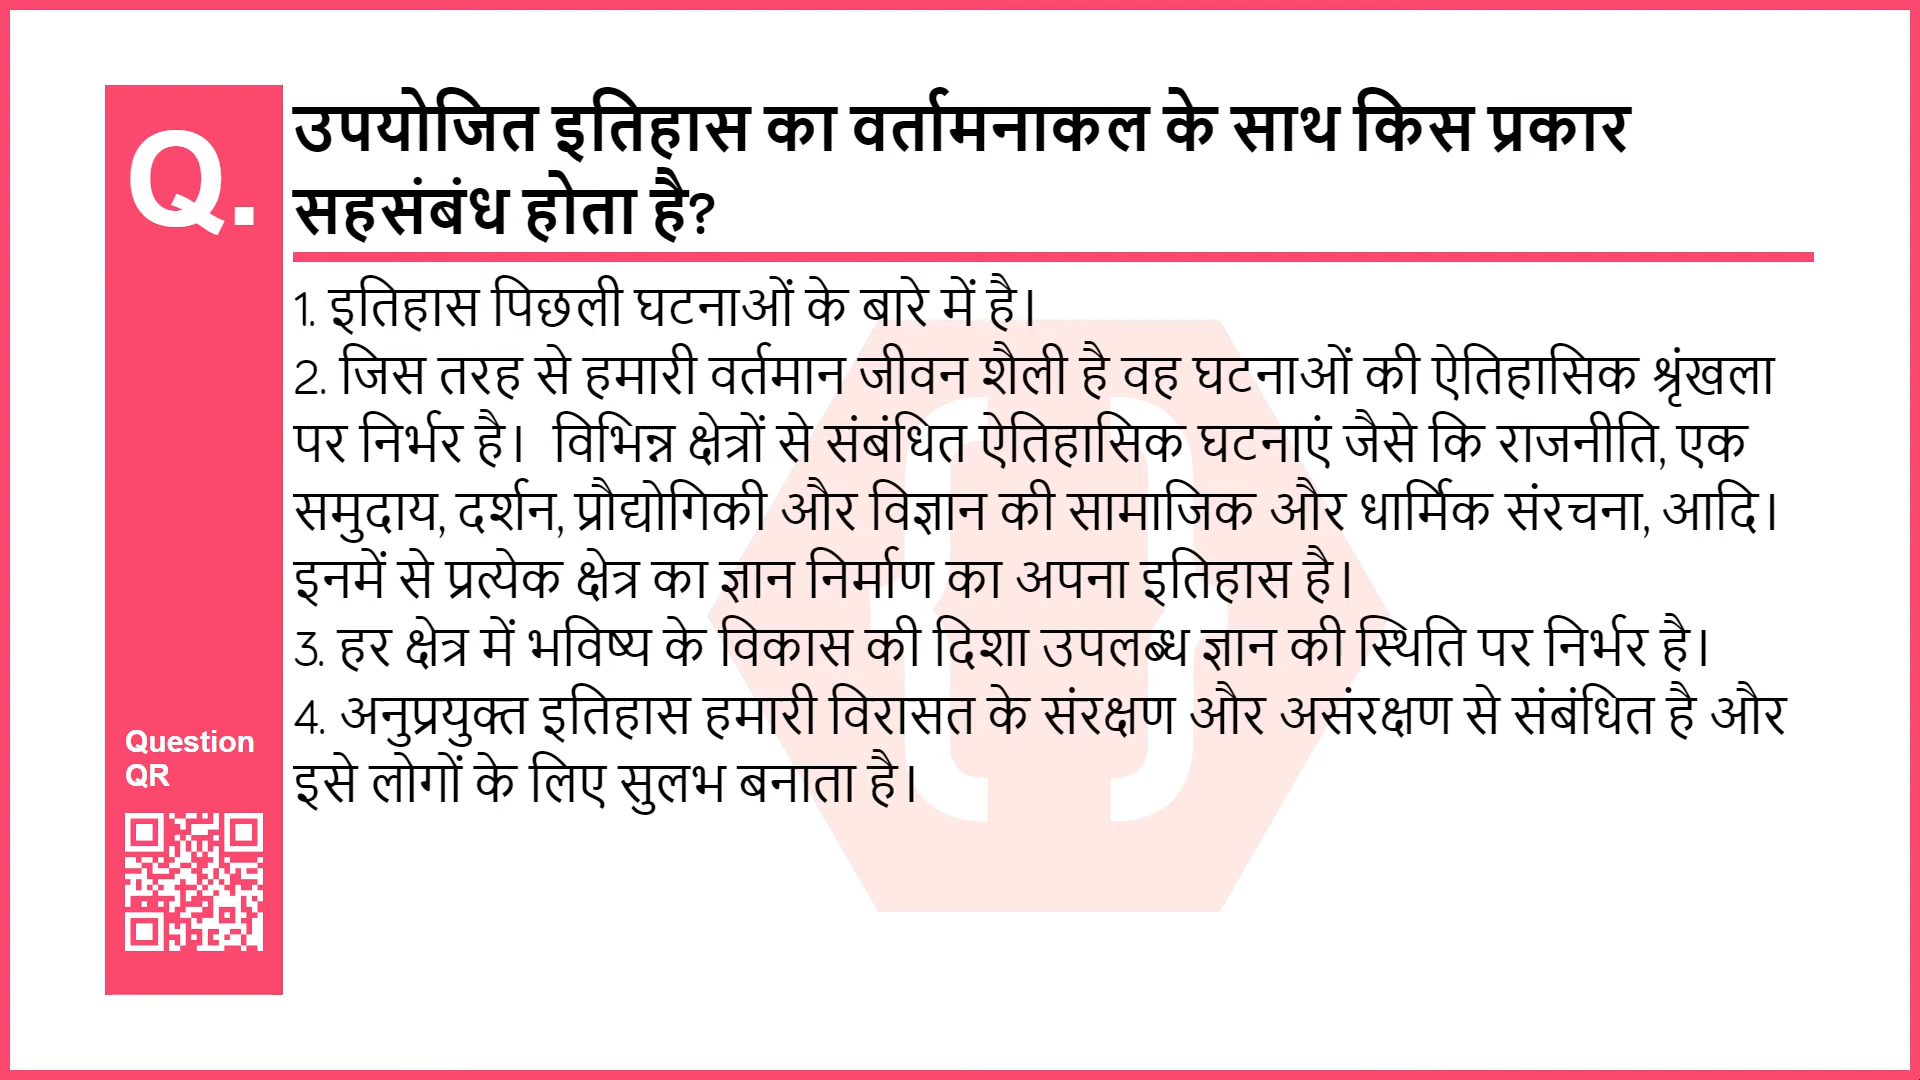 Q.
उपयोजित इतिहास का वर्तामनाकल के साथ किस प्रकार
सहसंबंध होता है?
1. इतिहास पिछली घटनाओं के बारे में है।
2. जिस तरह से हमारी वर्तमान जीवन शैली है वह घटनाओं की ऐतिहासिक श्रृंखला
पर निर्भर है। विभिन्न क्षेत्रों से संबंधित ऐतिहासिक घटनाएं जैसे कि राजनीति, एक
समुदाय, दर्शन, प्रौद्योगिकी और विज्ञान की सामाजिक और धार्मिक संरचना, आदि।
इनमें से प्रत्येक क्षेत्र का ज्ञान निर्माण का अपना इतिहास है।
3. हर क्षेत्र में भविष्य के विकास की दिशा उपलब्ध ज्ञान की स्थिति पर निर्भर है।
4. अनुप्रयुक्त इतिहास हमारी विरासत के संरक्षण और असंरक्षण से संबंधित है और
इसे लोगों के लिए सुलभ बनाता है।
Question
QR